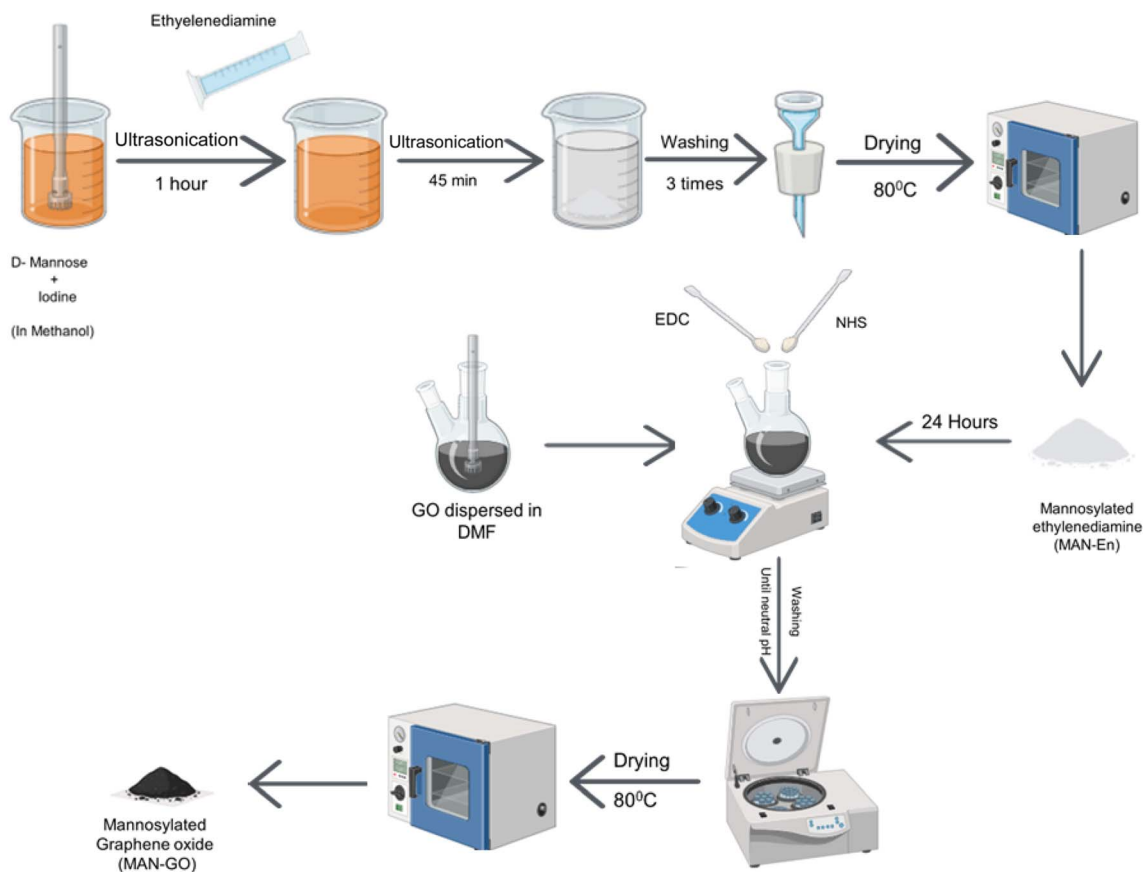 Ethyelenediamine
Ultrasonication
1 hour
Ultrasonication
45 min
Washing
3 times
Drying
80⁰C
D- Mannose
+
Iodine
(In Methanol)
EDC
NHS
24 Hours
GO dispersed in
DMF
Mannosylated
ethylenediamine
(MAN-En)
Washing
Until neutral pH
Drying
80⁰C
Mannosylated
Graphene oxide
(MAN-GO)